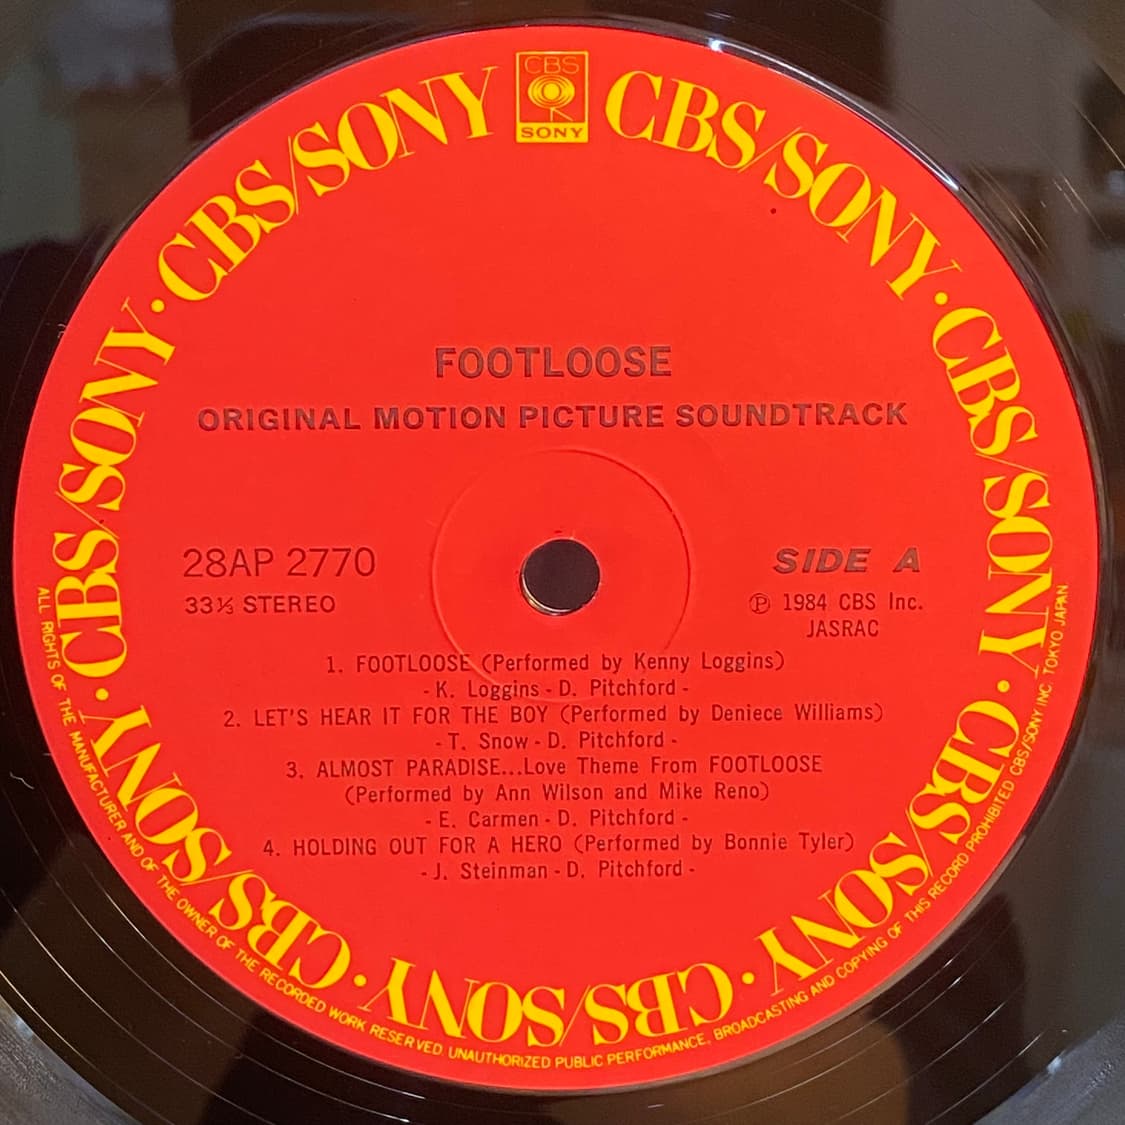 CBS
SONY
CBS/SONY · CBS/SONY · CBS/SONY · CBS/SONY · CBS/SONY · CBS/SONY · CBS/SONY · CBS/SONY
FOOTLOOSE
ORIGINAL MOTION PICTURE SOUNDTRACK
28AP 2770
33⅓ STEREO
SIDE A
Ⓟ 1984 CBS Inc.
JASRAC
1. FOOTLOOSE (Performed by Kenny Loggins)
- K. Loggins - D. Pitchford -
2. LET'S HEAR IT FOR THE BOY (Performed by Deniece Williams)
- T. Snow - D. Pitchford -
3. ALMOST PARADISE...Love Theme From FOOTLOOSE
(Performed by Ann Wilson and Mike Reno)
- E. Carmen - D. Pitchford -
4. HOLDING OUT FOR A HERO (Performed by Bonnie Tyler)
- J. Steinman - D. Pitchford -
ALL RIGHTS OF THE MANUFACTURER AND OF THE OWNER OF THE RECORDED WORK RESERVED. UNAUTHORIZED PUBLIC PERFORMANCE, BROADCASTING AND COPYING OF THIS RECORD PROHIBITED CBS/SONY INC. TOKYO JAPAN